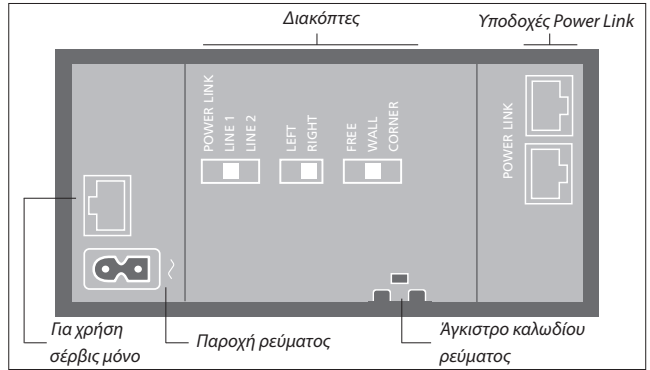 Διακόπτες
Υποδοχές Power Link
POWER LINK
LINE 1
LINE 2
LEFT
RIGHT
FREE
WALL
CORNER
POWER LINK
Για χρήση
σέρβις μόνο
Παροχή ρεύματος
Άγκιστρο καλωδίου
ρεύματος